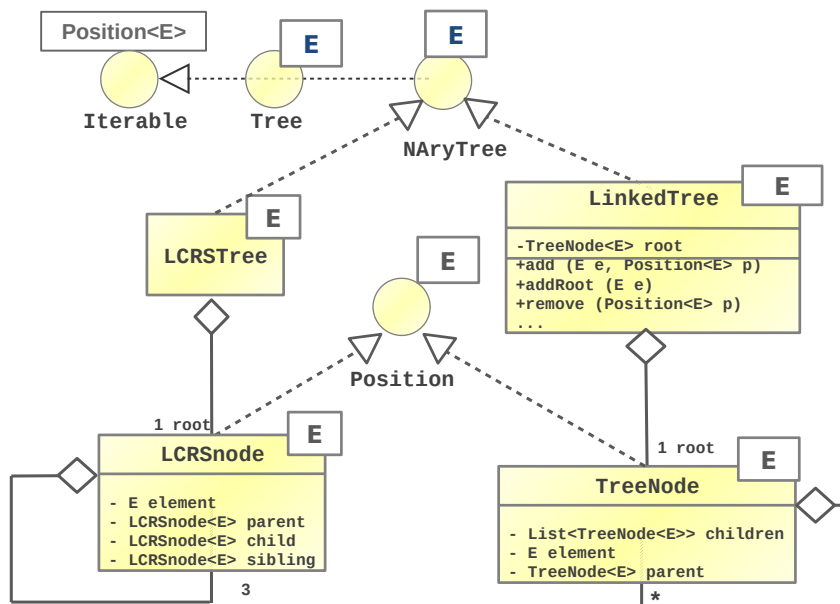 Position<E>
E
E
Iterable
Tree
NAryTree
E
LCRSTree
E
LinkedTree
-TreeNode<E> root
+add (E e, Position<E> p)
+addRoot (E e)
+remove (Position<E> p)
...
E
Position
1 root
E
LCRSnode
- E element
- LCRSnode<E> parent
- LCRSnode<E> child
- LCRSnode<E> sibling
3
1 root
E
TreeNode
- List<TreeNode<E>> children
- E element
- TreeNode<E> parent
*